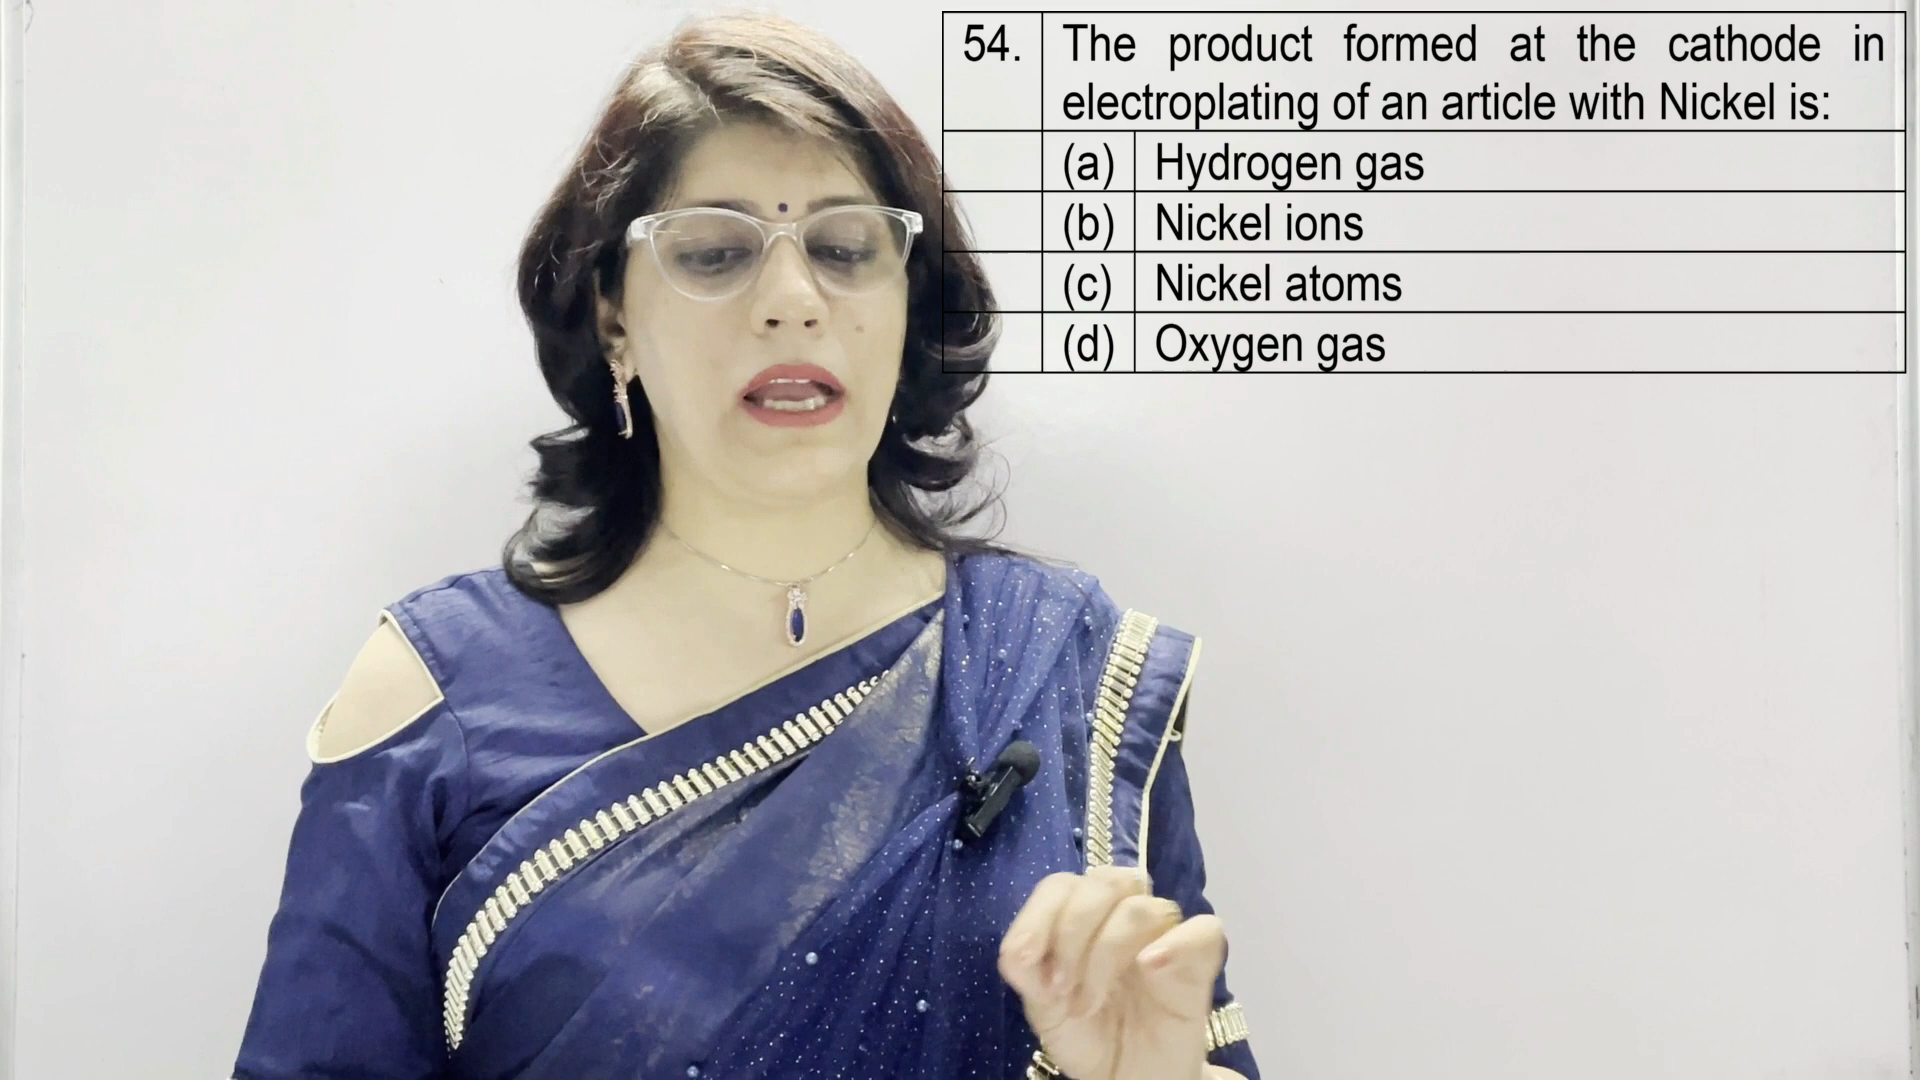 54. The product formed at the cathode in
electroplating of an article with Nickel is:
(a) Hydrogen gas
(b) Nickel ions
(c) Nickel atoms
(d) Oxygen gas